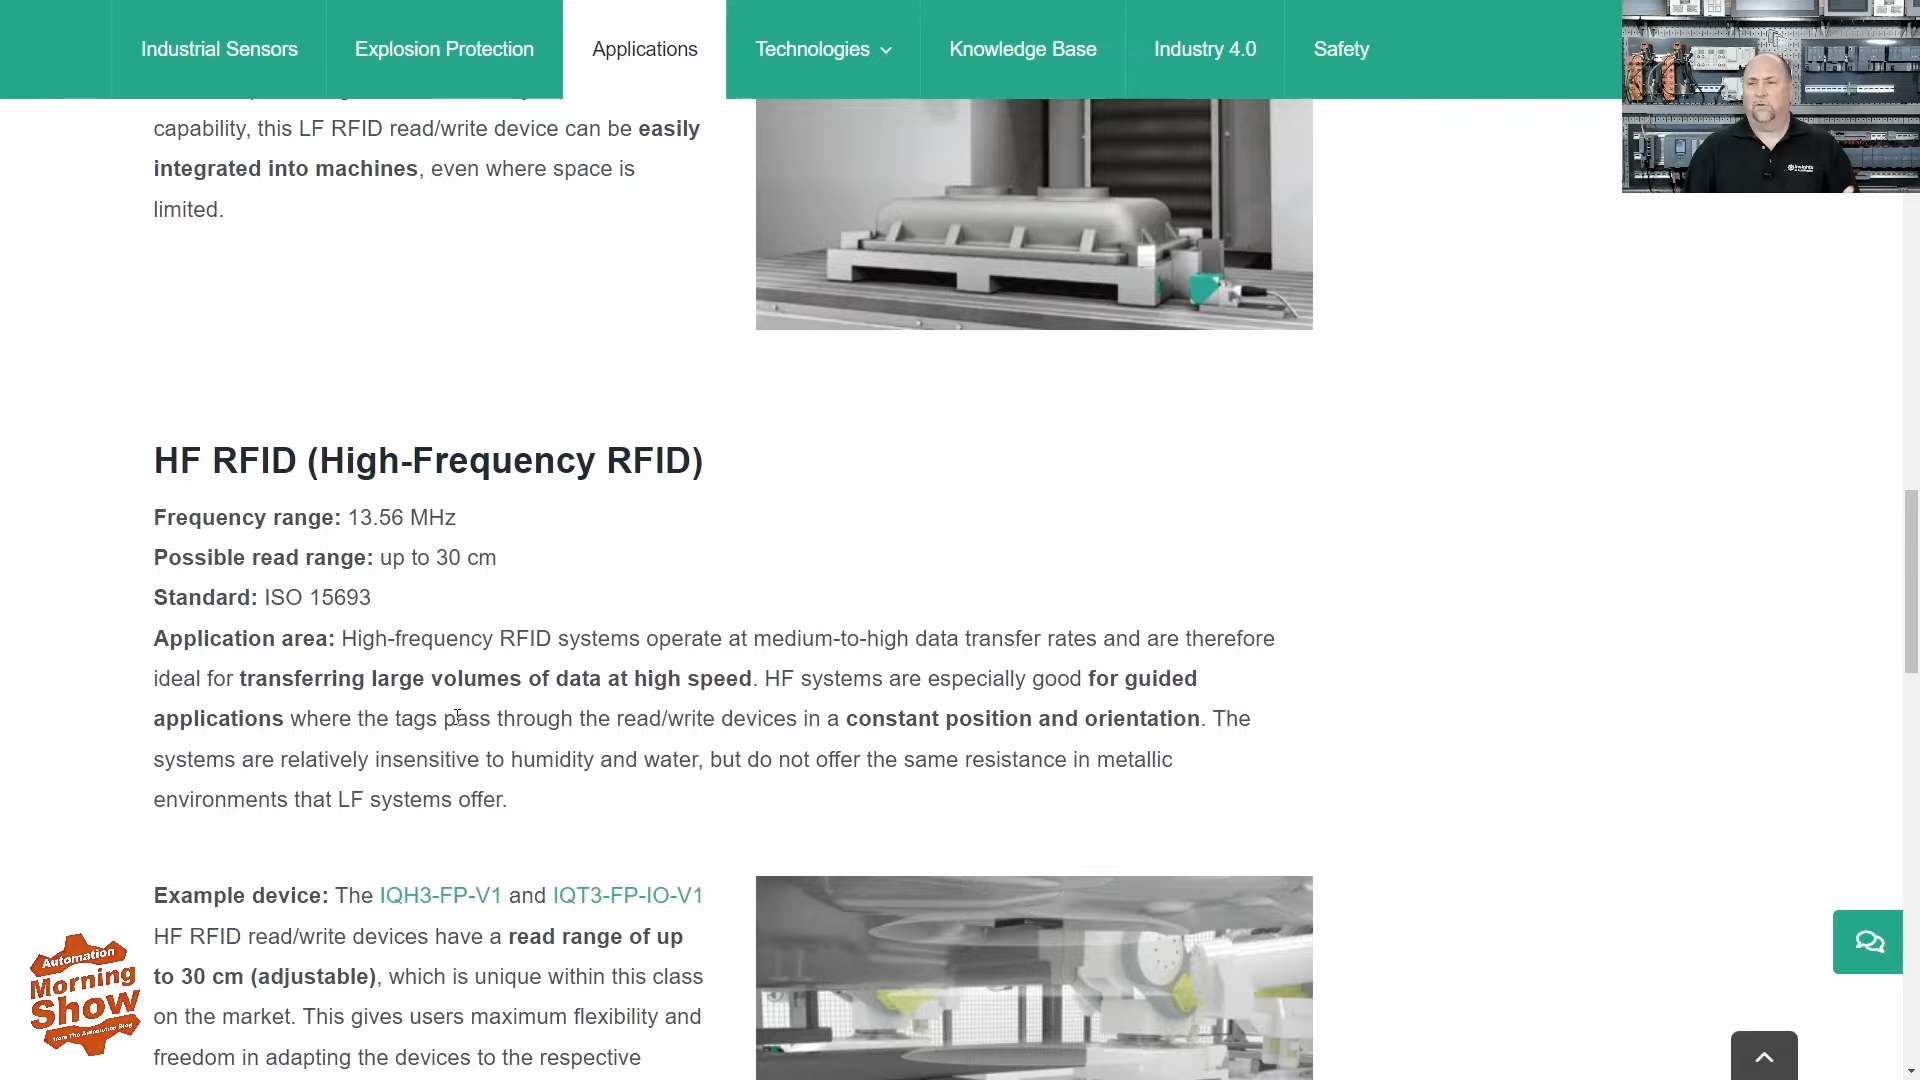 Industrial Sensors
Explosion Protection
Applications
Technologies
Knowledge Base
Industry 4.0
Safety
capability, this LF RFID read/write device can be easily
integrated into machines, even where space is
limited.
HF RFID (High-Frequency RFID)
Frequency range: 13.56 MHz
Possible read range: up to 30 cm
Standard: ISO 15693
Application area: High-frequency RFID systems operate at medium-to-high data transfer rates and are therefore
ideal for transferring large volumes of data at high speed. HF systems are especially good for guided
applications where the tags pass through the read/write devices in a constant position and orientation. The
systems are relatively insensitive to humidity and water, but do not offer the same resistance in metallic
environments that LF systems offer.
Example device: The IQH3-FP-V1 and IQT3-FP-IO-V1
HF RFID read/write devices have a read range of up
to 30 cm (adjustable), which is unique within this class
on the market. This gives users maximum flexibility and
freedom in adapting the devices to the respective
Automation
Morning
Show
from The Automation Blog